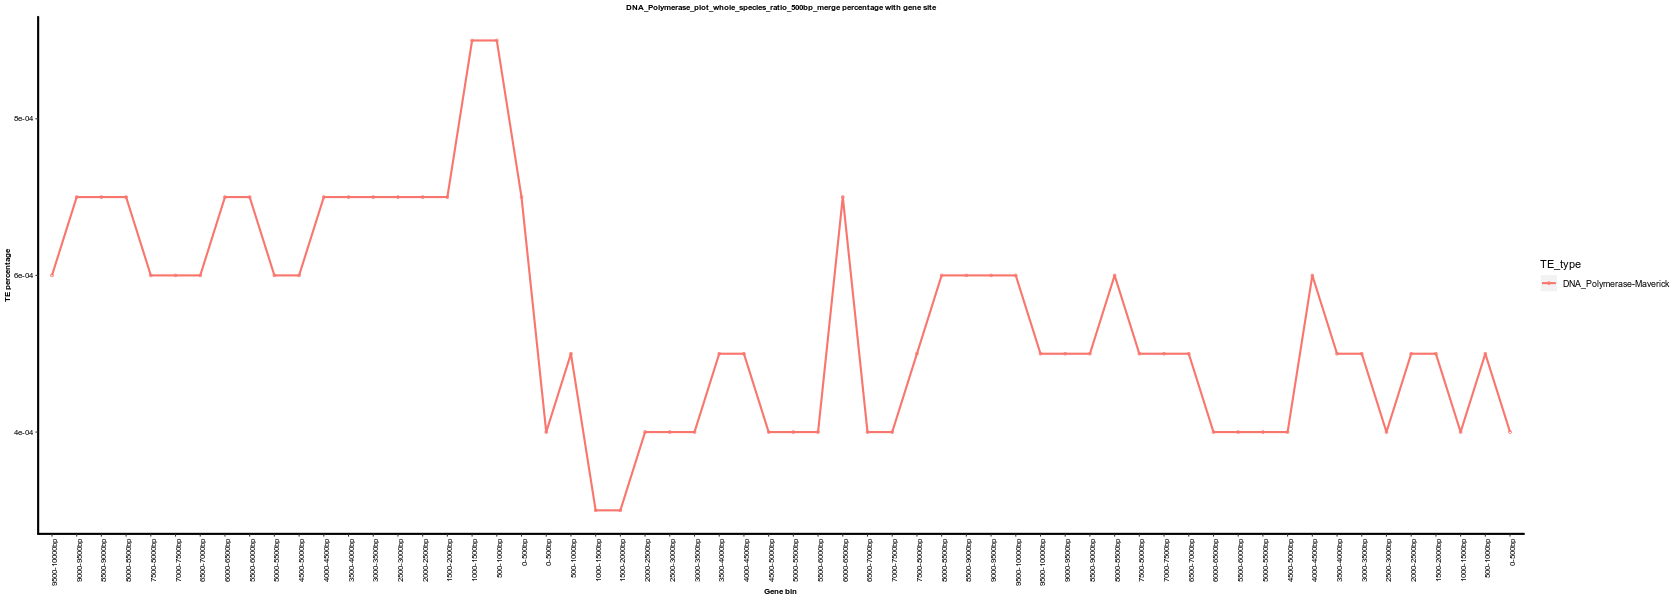 DNA_Polymerase_plot_whole_species_ratio_500bp_merge percentage with gene site
TE percentage
8e-04
6e-04
4e-04
9500-10000bp
9000-9500bp
8500-9000bp
8000-8500bp
7500-8000bp
7000-7500bp
6500-7000bp
6000-6500bp
5500-6000bp
5000-5500bp
4500-5000bp
4000-4500bp
3500-4000bp
3000-3500bp
2500-3000bp
2000-2500bp
1500-2000bp
1000-1500bp
500-1000bp
0-500bp
0-500bp
500-1000bp
1000-1500bp
1500-2000bp
2000-2500bp
2500-3000bp
3000-3500bp
3500-4000bp
4000-4500bp
4500-5000bp
5000-5500bp
5500-6000bp
6000-6500bp
6500-7000bp
7000-7500bp
7500-8000bp
8000-8500bp
8500-9000bp
9000-9500bp
9500-10000bp
9500-10000bp
9000-9500bp
8500-9000bp
8000-8500bp
7500-8000bp
7000-7500bp
6500-7000bp
6000-6500bp
5500-6000bp
5000-5500bp
4500-5000bp
4000-4500bp
3500-4000bp
3000-3500bp
2500-3000bp
2000-2500bp
1500-2000bp
1000-1500bp
500-1000bp
0-500bp
Gene bin
TE_type
DNA_Polymerase-Maverick